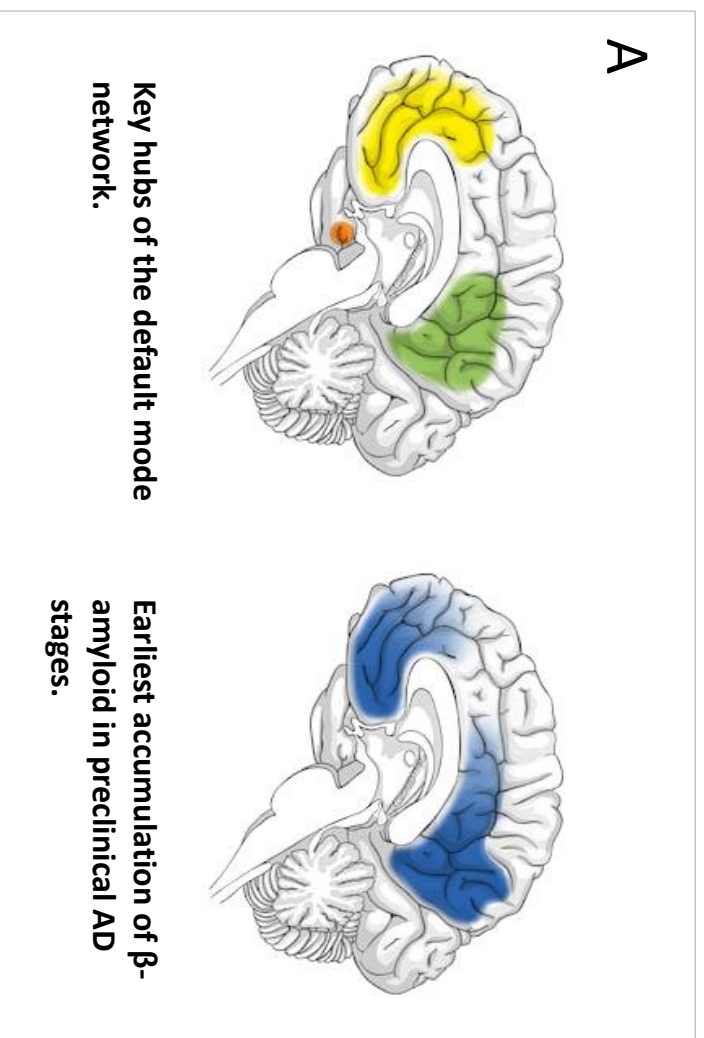 A
Key hubs of the default mode
network.
Earliest accumulation of β-
amyloid in preclinical AD
stages.